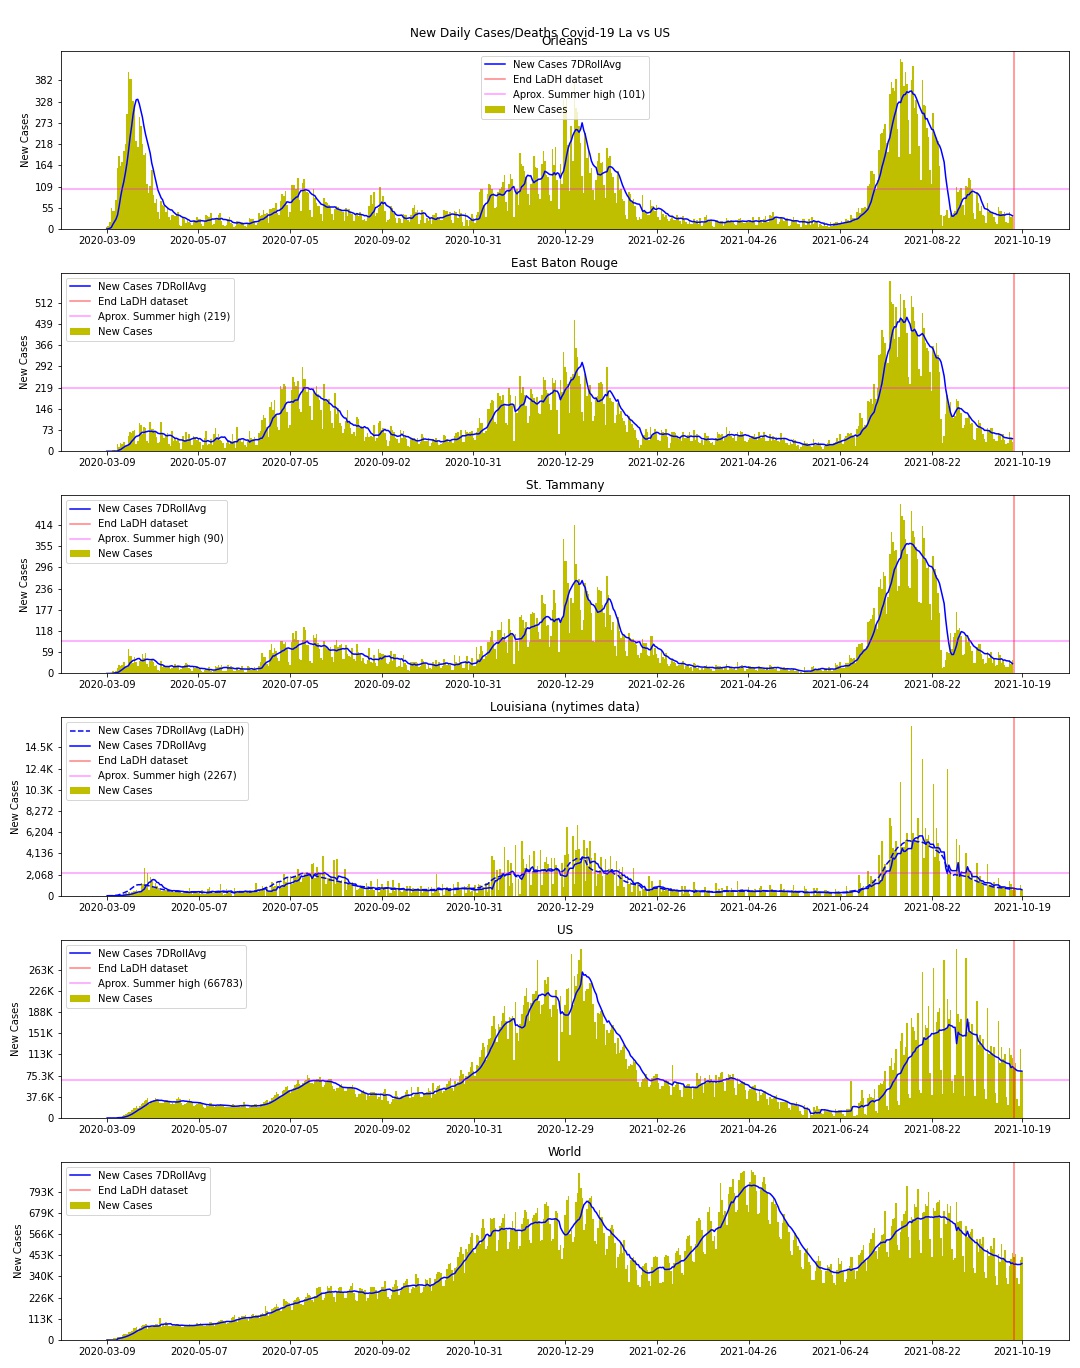 New Daily Cases/Deaths Covid-19 La vs US
Orleans
New Cases 7DRollAvg
End LaDH dataset
Aprox. Summer high (101)
New Cases
New Cases
382
328
273
218
164
109
55
0
2020-03-09 2020-05-07 2020-07-05 2020-09-02 2020-10-31 2020-12-29 2021-02-26 2021-04-26 2021-06-24 2021-08-22 2021-10-19
East Baton Rouge
New Cases 7DRollAvg
End LaDH dataset
Aprox. Summer high (219)
New Cases
New Cases
512
439
366
292
219
146
73
0
2020-03-09 2020-05-07 2020-07-05 2020-09-02 2020-10-31 2020-12-29 2021-02-26 2021-04-26 2021-06-24 2021-08-22 2021-10-19
St. Tammany
New Cases 7DRollAvg
End LaDH dataset
Aprox. Summer high (90)
New Cases
New Cases
414
355
296
236
177
118
59
0
2020-03-09 2020-05-07 2020-07-05 2020-09-02 2020-10-31 2020-12-29 2021-02-26 2021-04-26 2021-06-24 2021-08-22 2021-10-19
Louisiana (nytimes data)
New Cases 7DRollAvg (LaDH)
New Cases 7DRollAvg
End LaDH dataset
Aprox. Summer high (2267)
New Cases
New Cases
14.5K
12.4K
10.3K
8,272
6,204
4,136
2,068
0
2020-03-09 2020-05-07 2020-07-05 2020-09-02 2020-10-31 2020-12-29 2021-02-26 2021-04-26 2021-06-24 2021-08-22 2021-10-19
US
New Cases 7DRollAvg
End LaDH dataset
Aprox. Summer high (66783)
New Cases
New Cases
263K
226K
188K
151K
113K
75.3K
37.6K
0
2020-03-09 2020-05-07 2020-07-05 2020-09-02 2020-10-31 2020-12-29 2021-02-26 2021-04-26 2021-06-24 2021-08-22 2021-10-19
World
New Cases 7DRollAvg
End LaDH dataset
New Cases
New Cases
793K
679K
566K
453K
340K
226K
113K
0
2020-03-09 2020-05-07 2020-07-05 2020-09-02 2020-10-31 2020-12-29 2021-02-26 2021-04-26 2021-06-24 2021-08-22 2021-10-19